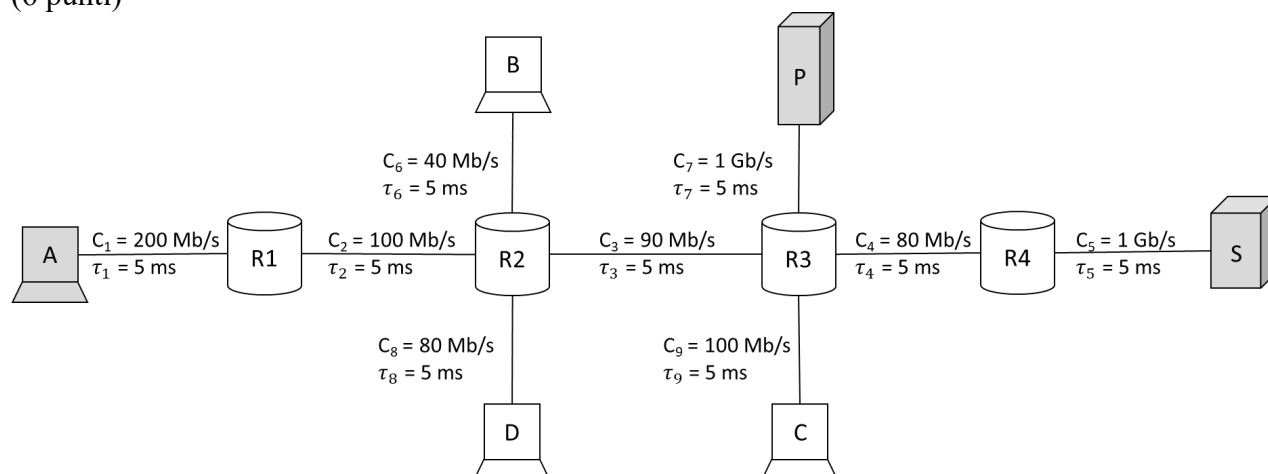 (6 punti)
B
P
C₆ = 40 Mb/s
τ₆ = 5 ms
C₇ = 1 Gb/s
τ₇ = 5 ms
A
C₁ = 200 Mb/s
τ₁ = 5 ms
R1
C₂ = 100 Mb/s
τ₂ = 5 ms
R2
C₃ = 90 Mb/s
τ₃ = 5 ms
R3
C₄ = 80 Mb/s
τ₄ = 5 ms
R4
C₅ = 1 Gb/s
τ₅ = 5 ms
S
C₈ = 80 Mb/s
τ₈ = 5 ms
C₉ = 100 Mb/s
τ₉ = 5 ms
D
C